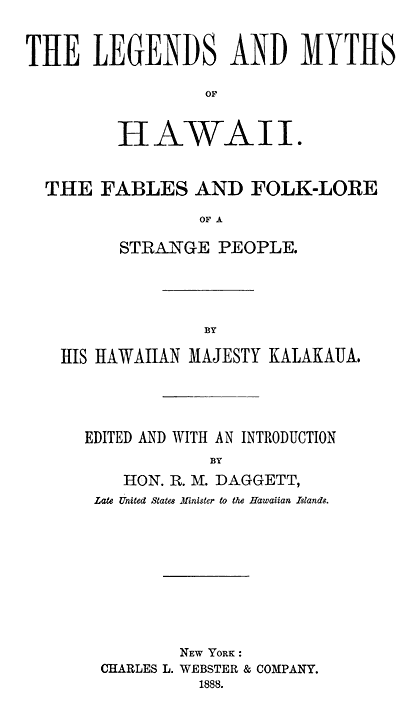 THE LEGENDS AND MYTHS
OF
HAWAII.
THE FABLES AND FOLK-LORE
OF A
STRANGE PEOPLE.
BY
HIS HAWAIIAN MAJESTY KALAKAUA.
EDITED AND WITH AN INTRODUCTION
BY
HON. R. M. DAGGETT,
Late United States Minister to the Hawaiian Islands.
NEW YORK:
CHARLES L. WEBSTER & COMPANY.
1888.